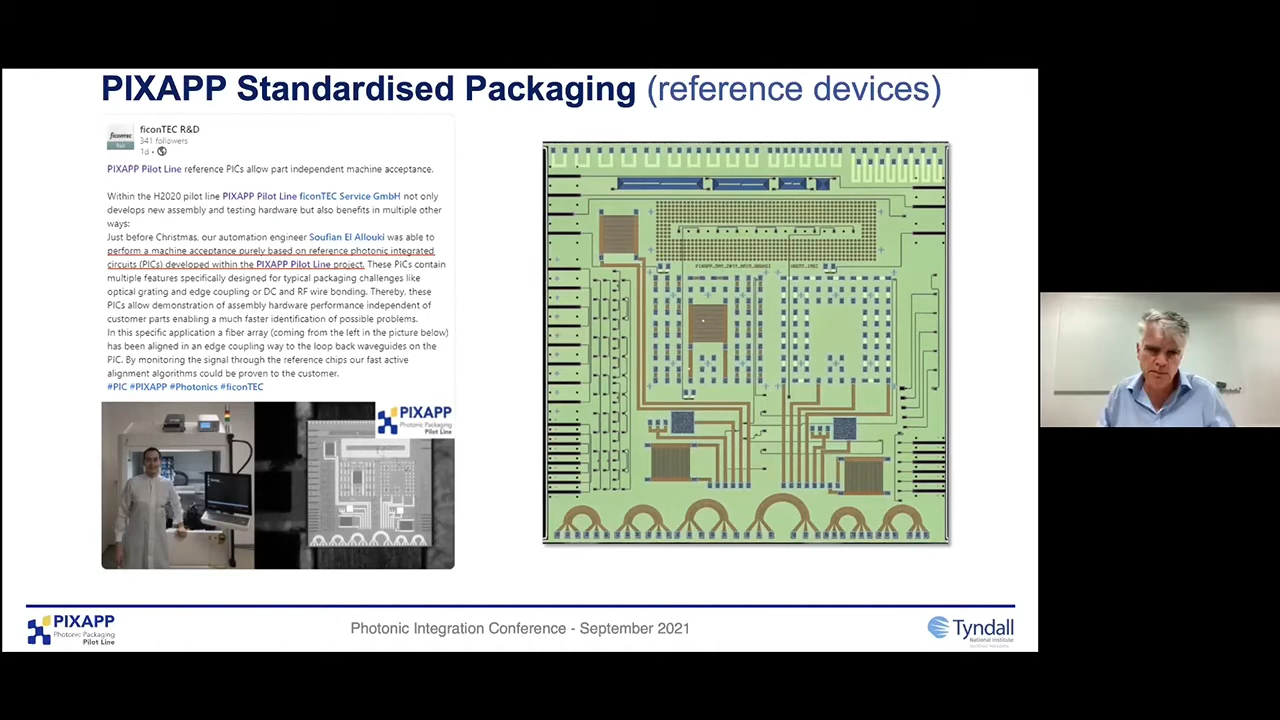 PIXAPP Standardised Packaging (reference devices)
ficonTEC R&D
341 followers
1d •
PIXAPP Pilot Line reference PICs allow part independent machine acceptance.
Within the H2020 pilot line PIXAPP Pilot Line ficonTEC Service GmbH not only
develops new assembly and testing hardware but also benefits in multiple other
ways:
Just before Christmas, our automation engineer Soufian El Allouki was able to
perform a machine acceptance purely based on reference photonic integrated
circuits (PICs) developed within the PIXAPP Pilot Line project. These PICs contain
multiple features specifically designed for typical packaging challenges like
optical grating and edge coupling or DC and RF wire bonding. Thereby, these
PICs allow demonstration of assembly hardware performance independent of
customer parts enabling a much faster identification of possible problems.
In this specific application a fiber array (coming from the left in the picture below)
has been aligned in an edge coupling way to the loop back waveguides on the
PIC. By monitoring the signal through the reference chips our fast active
alignment algorithms could be proven to the customer.
#PIC #PIXAPP #Photonics #ficonTEC
PIXAPP
Photonic Packaging
Pilot Line
PIXAPP
Photonic Packaging
Pilot Line
Photonic Integration Conference - September 2021
Tyndall
National Institute